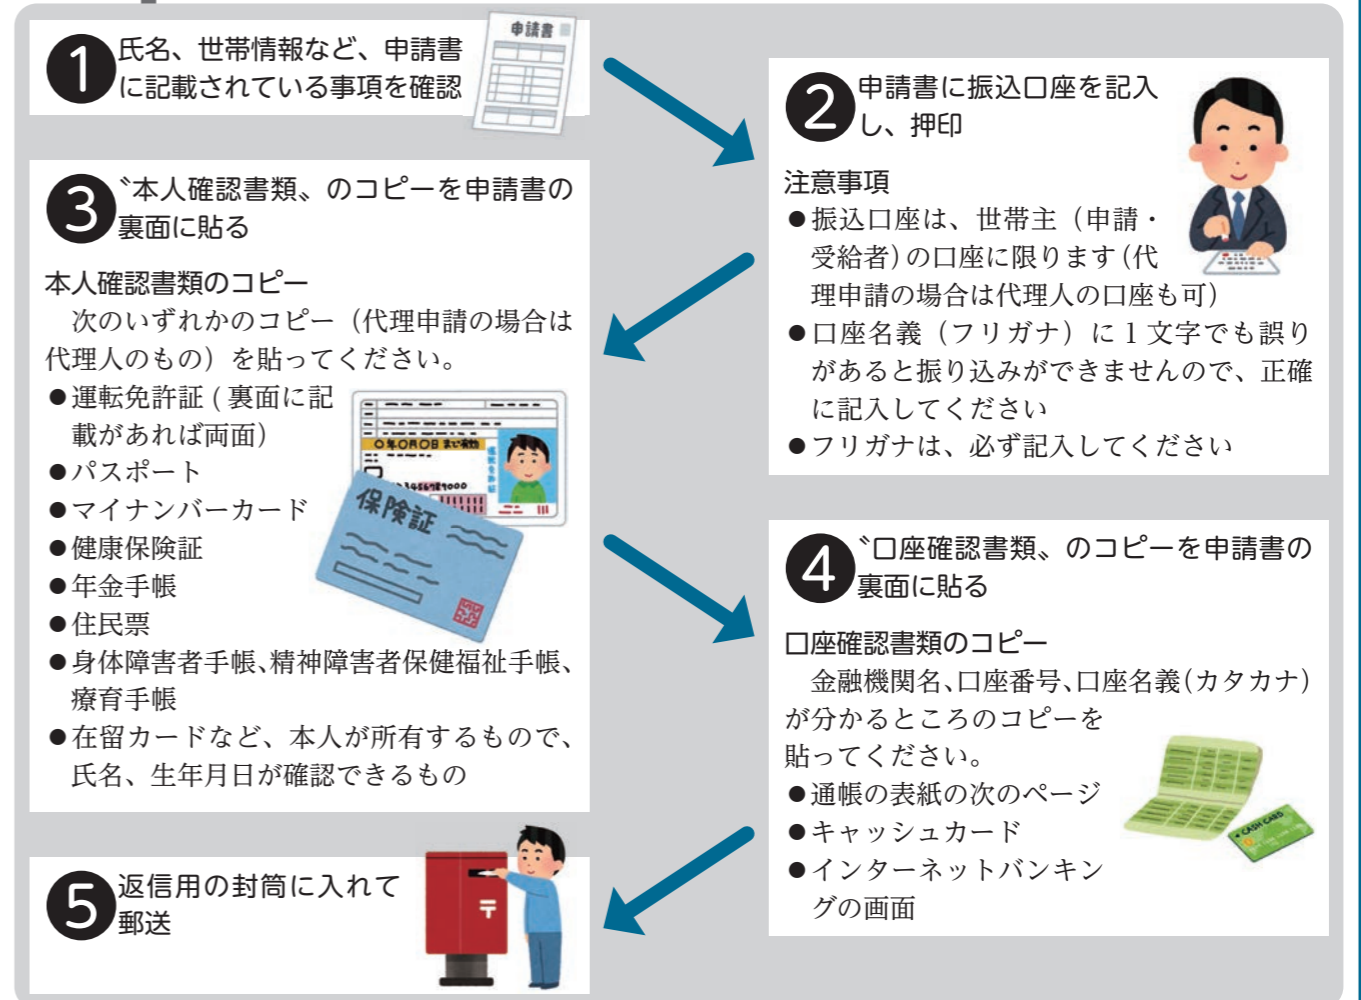 1 氏名、世帯情報など、申請書
に記載されている事項を確認
申請書
2 申請書に振込口座を記入
し、押印
注意事項
●振込口座は、世帯主（申請・
受給者）の口座に限ります（代
理申請の場合は代理人の口座も可）
●口座名義（フリガナ）に1文字でも誤り
があると振り込みができませんので、正確
に記入してください
●フリガナは、必ず記入してください
3 〝本人確認書類〟のコピーを申請書の
裏面に貼る
本人確認書類のコピー
次のいずれかのコピー（代理申請の場合は
代理人のもの）を貼ってください。
●運転免許証(裏面に記
載があれば両面）
●パスポート
●マイナンバーカード
●健康保険証
●年金手帳
●住民票
●身体障害者手帳、精神障害者保健福祉手帳、
療育手帳
●在留カードなど、本人が所有するもので、
氏名、生年月日が確認できるもの
0年0月0日まで有効
運転免許証
3456789000
保険証
4 〝口座確認書類〟のコピーを申請書の
裏面に貼る
口座確認書類のコピー
金融機関名、口座番号、口座名義（カタカナ）
が分かるところのコピーを
貼ってください。
●通帳の表紙の次のページ
●キャッシュカード
●インターネットバンキン
グの画面
CASH CARD
5 返信用の封筒に入れて
郵送
〒